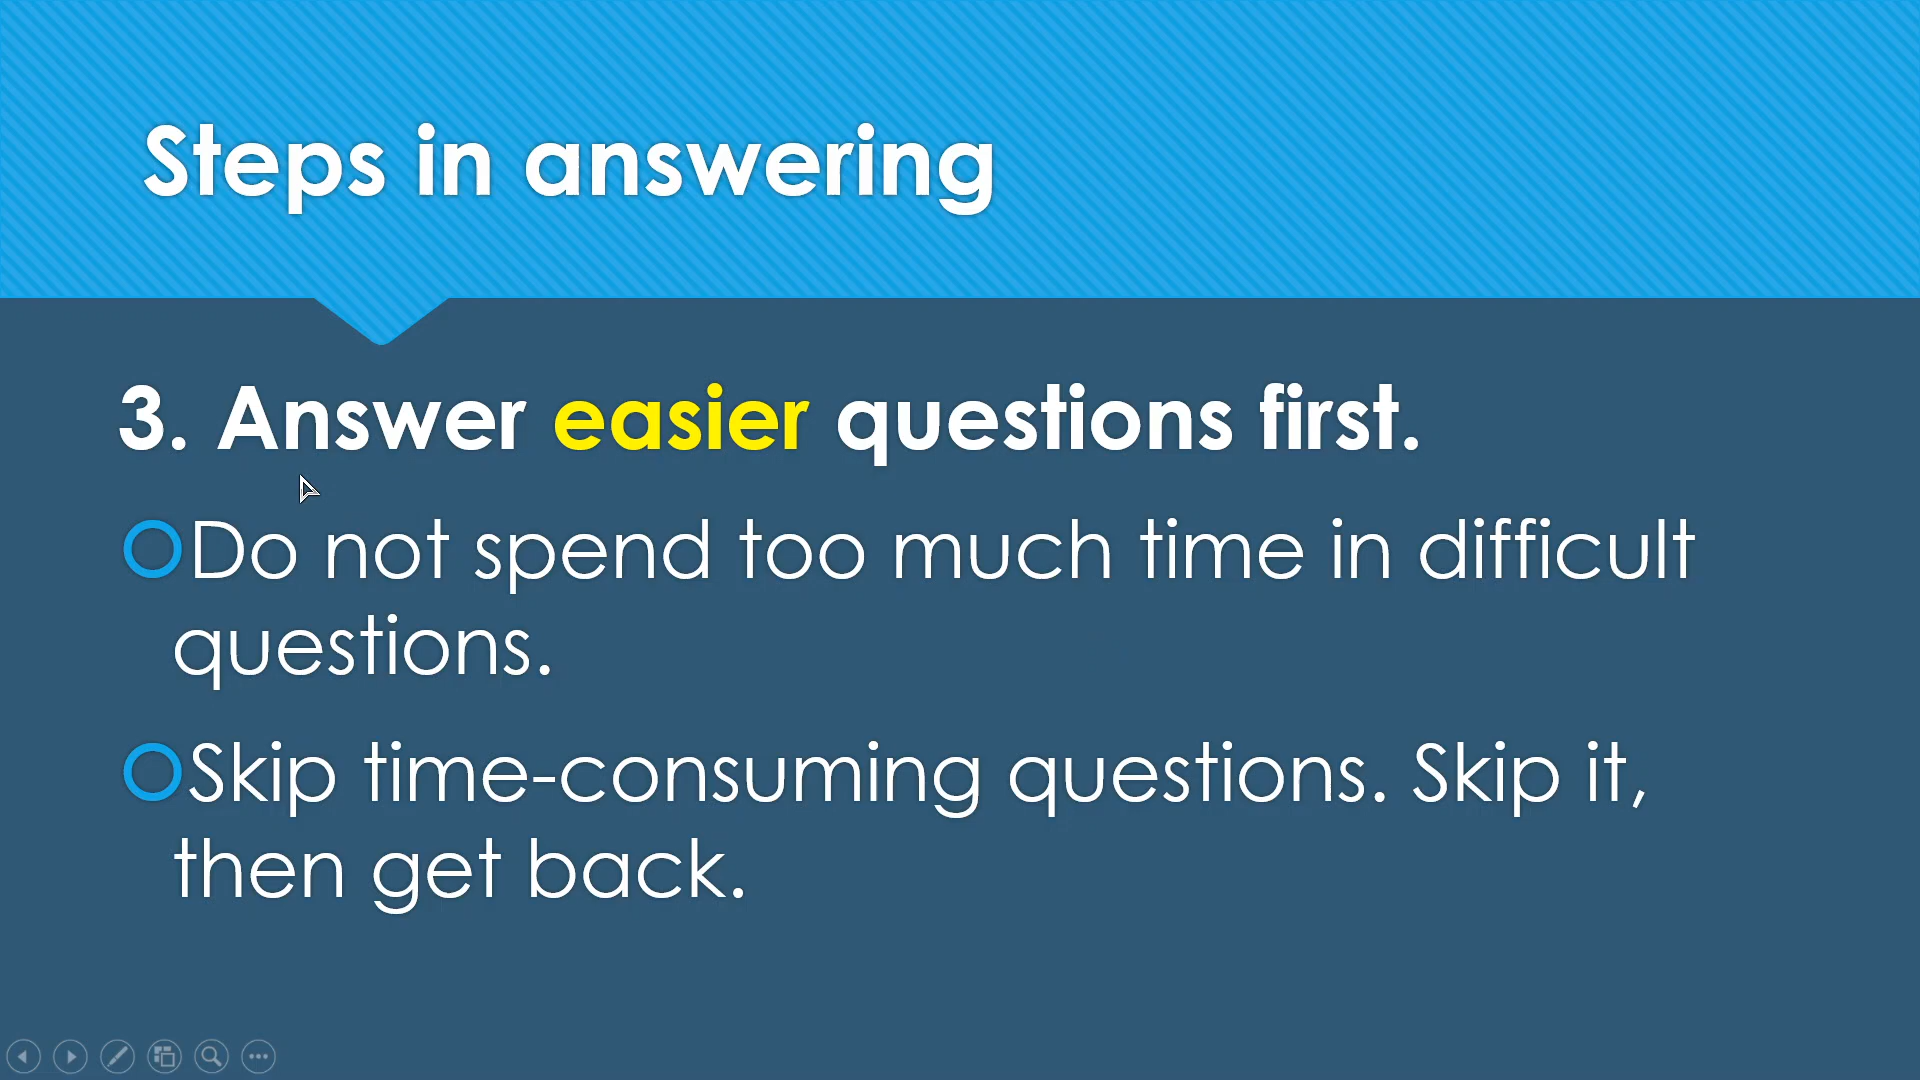 Steps in answering
3. Answer easier questions first.
Do not spend too much time in difficult
questions.
Skip time-consuming questions. Skip it,
then get back.